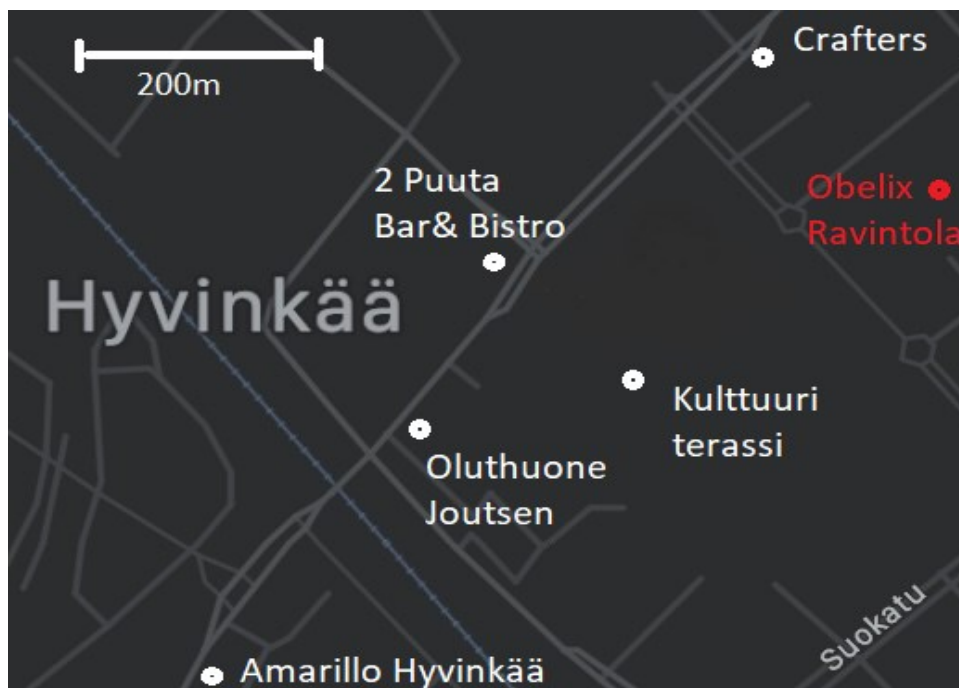 Crafters
200m
2 Puuta
Bar& Bistro
Obelix
Ravintola
Hyvinkää
Kulttuuri
terassi
Oluthuone
Joutsen
Suokatu
Amarillo Hyvinkää